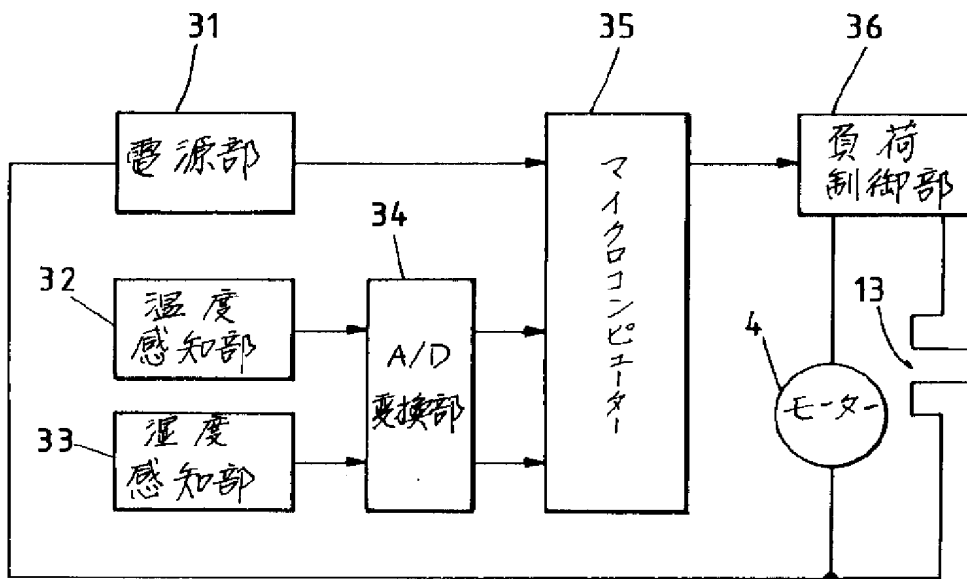 31
35
36
電源部
マイクロコンピューター
負荷
制御部
34
32
温度
感知部
A/D
変換部
13
4
モーター
33
湿度
感知部